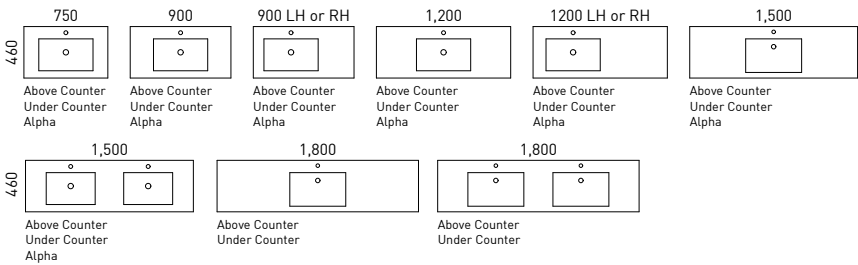 750
900
900 LH or RH
1,200
1200 LH or RH
1,500
460
Above Counter
Under Counter
Alpha
Above Counter
Under Counter
Alpha
Above Counter
Under Counter
Alpha
Above Counter
Under Counter
Alpha
Above Counter
Under Counter
Alpha
Above Counter
Under Counter
Alpha
1,500
1,800
1,800
460
Above Counter
Under Counter
Alpha
Above Counter
Under Counter
Above Counter
Under Counter